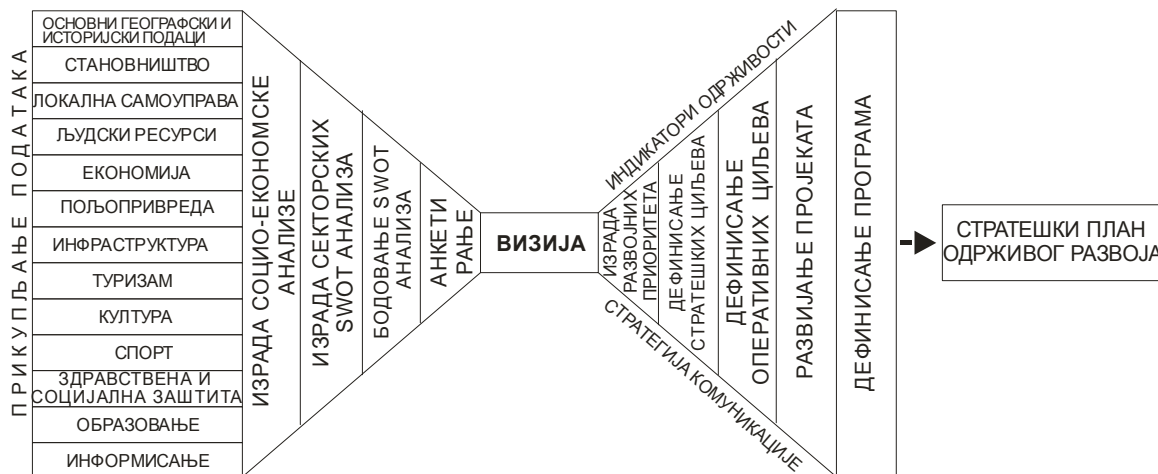 ПРИКУПЉАЊЕ ПОДАТАКА
ОСНОВНИ ГЕОГРАФСКИ И
ИСТОРИЈСКИ ПОДАЦИ
СТАНОВНИШТВО
ЛОКАЛНА САМОУПРАВА
ЉУДСКИ РЕСУРСИ
ЕКОНОМИЈА
ПОЉОПРИВРЕДА
ИНФРАСТРУКТУРА
ТУРИЗАМ
КУЛТУРА
СПОРТ
ЗДРАВСТВЕНА И
СОЦИЈАЛНА ЗАШТИТА
ОБРАЗОВАЊЕ
ИНФОРМИСАЊЕ
ИЗРАДА СОЦИО-ЕКОНОМСКЕ
АНАЛИЗЕ
ИЗРАДА СЕКТОРСКИХ
SWOT АНАЛИЗА
БОДОВАЊЕ SWOT
АНАЛИЗА
АНКЕТИ
РАЊЕ
ВИЗИЈА
ИНДИКАТОРИ ОДРЖИВОСТИ
ИЗРАДА
РАЗВОЈНИХ
ПРИОРИТЕТА
ДЕФИНИСАЊЕ
СТРАТЕШКИХ ЦИЉЕВА
ДЕФИНИСАЊЕ
ОПЕРАТИВНИХ ЦИЉЕВА
РАЗВИЈАЊЕ ПРОЈЕКАТА
ДЕФИНИСАЊЕ ПРОГРАМА
СТРАТЕГИЈА КОМУНИКАЦИЈЕ
СТРАТЕШКИ ПЛАН
ОДРЖИВОГ РАЗВОЈА